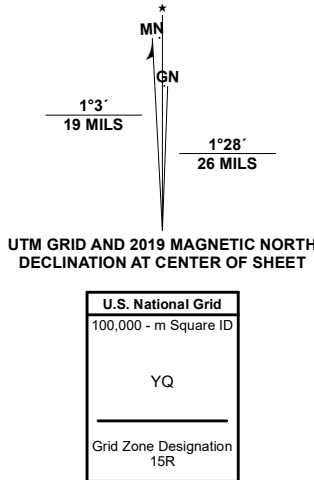 ★
MN
GN
1°3´
19 MILS
1°28´
26 MILS
UTM GRID AND 2019 MAGNETIC NORTH
DECLINATION AT CENTER OF SHEET
U.S. National Grid
100,000 - m Square ID
YQ
Grid Zone Designation
15R